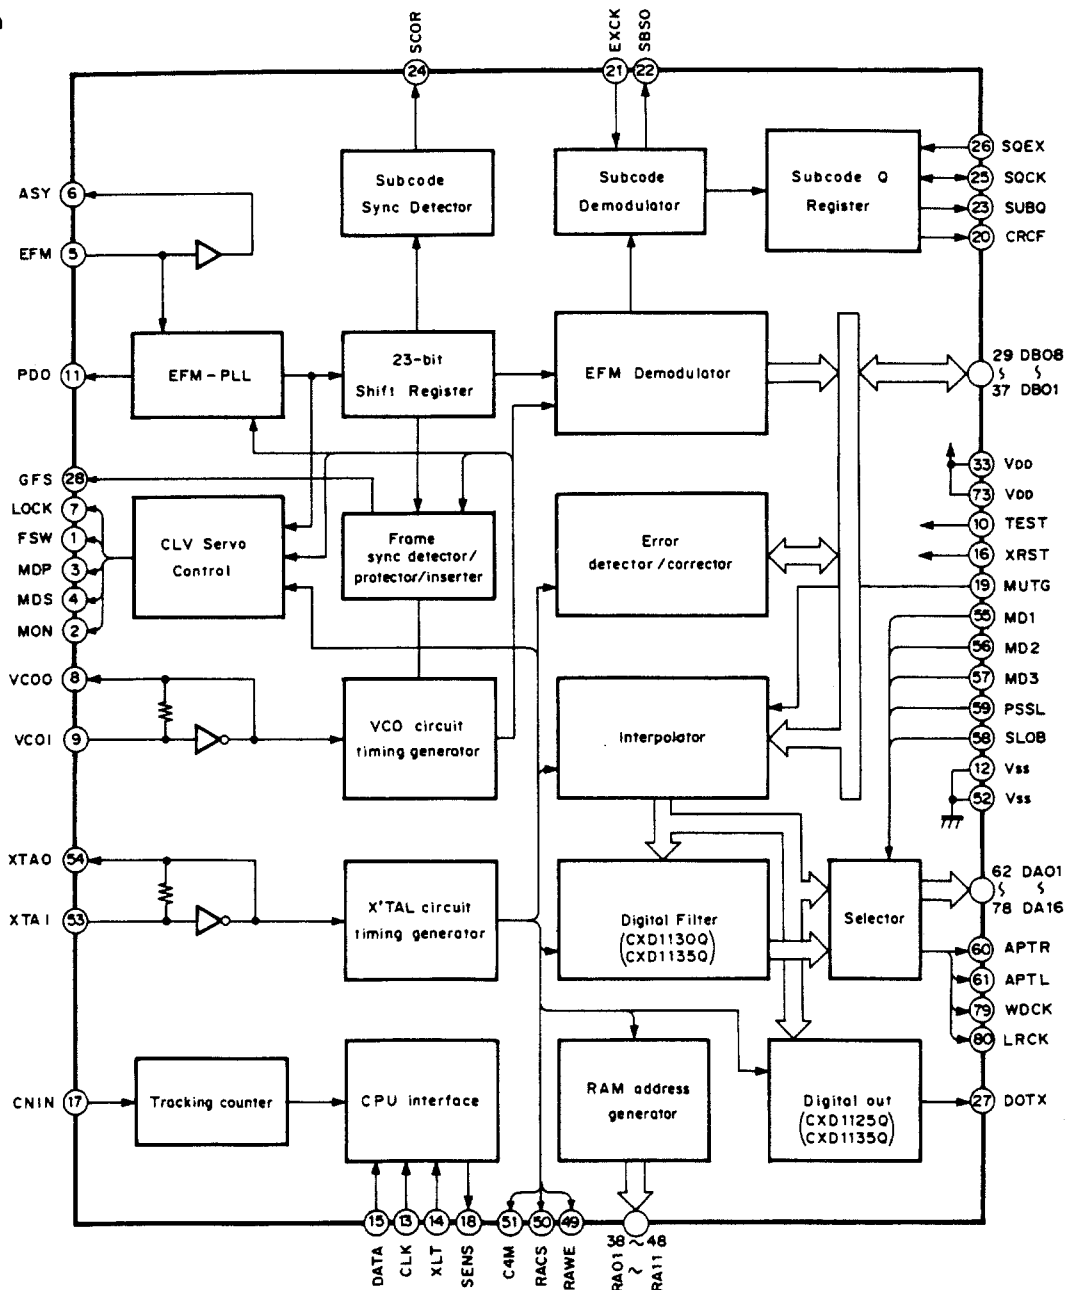 SCOR
EXCK
SBSO
24
21
22
ASY 6
EFM 5
Subcode
Sync Detector
Subcode
Demodulator
Subcode Q
Register
26 SQEX
25 SQCK
23 SUBQ
20 CRCF
PDO 11
EFM-PLL
23-bit
Shift Register
EFM Demodulator
29 DB08
37 DB01
GFS 28
LOCK 7
FSW 1
MDP 3
MDS 4
MON 2
CLV Servo
Control
Frame
sync detector/
protector/inserter
Error
detector/corrector
33 VDD
73 VDD
10 TEST
16 XRST
19 MUTG
55 MD1
56 MD2
57 MD3
59 PSSL
58 SLOB
12 Vss
52 Vss
VCOO 8
VCOI 9
VCO circuit
timing generator
Interpolator
XTAO 54
XTAI 53
X'TAL circuit
timing generator
Digital Filter
(CXD1130Q)
(CXD1135Q)
Selector
62 DA01
78 DA16
60 APTR
61 APTL
79 WDCK
80 LRCK
CNIN 17
Tracking counter
CPU interface
RAM address
generator
Digital out
(CXD1125Q)
(CXD1135Q)
27 DOTX
15
13
14
18
51
50
49
38 ~ 48
DATA
CLK
XLT
SENS
C4M
RACS
RAWE
RA01 ~ RA11